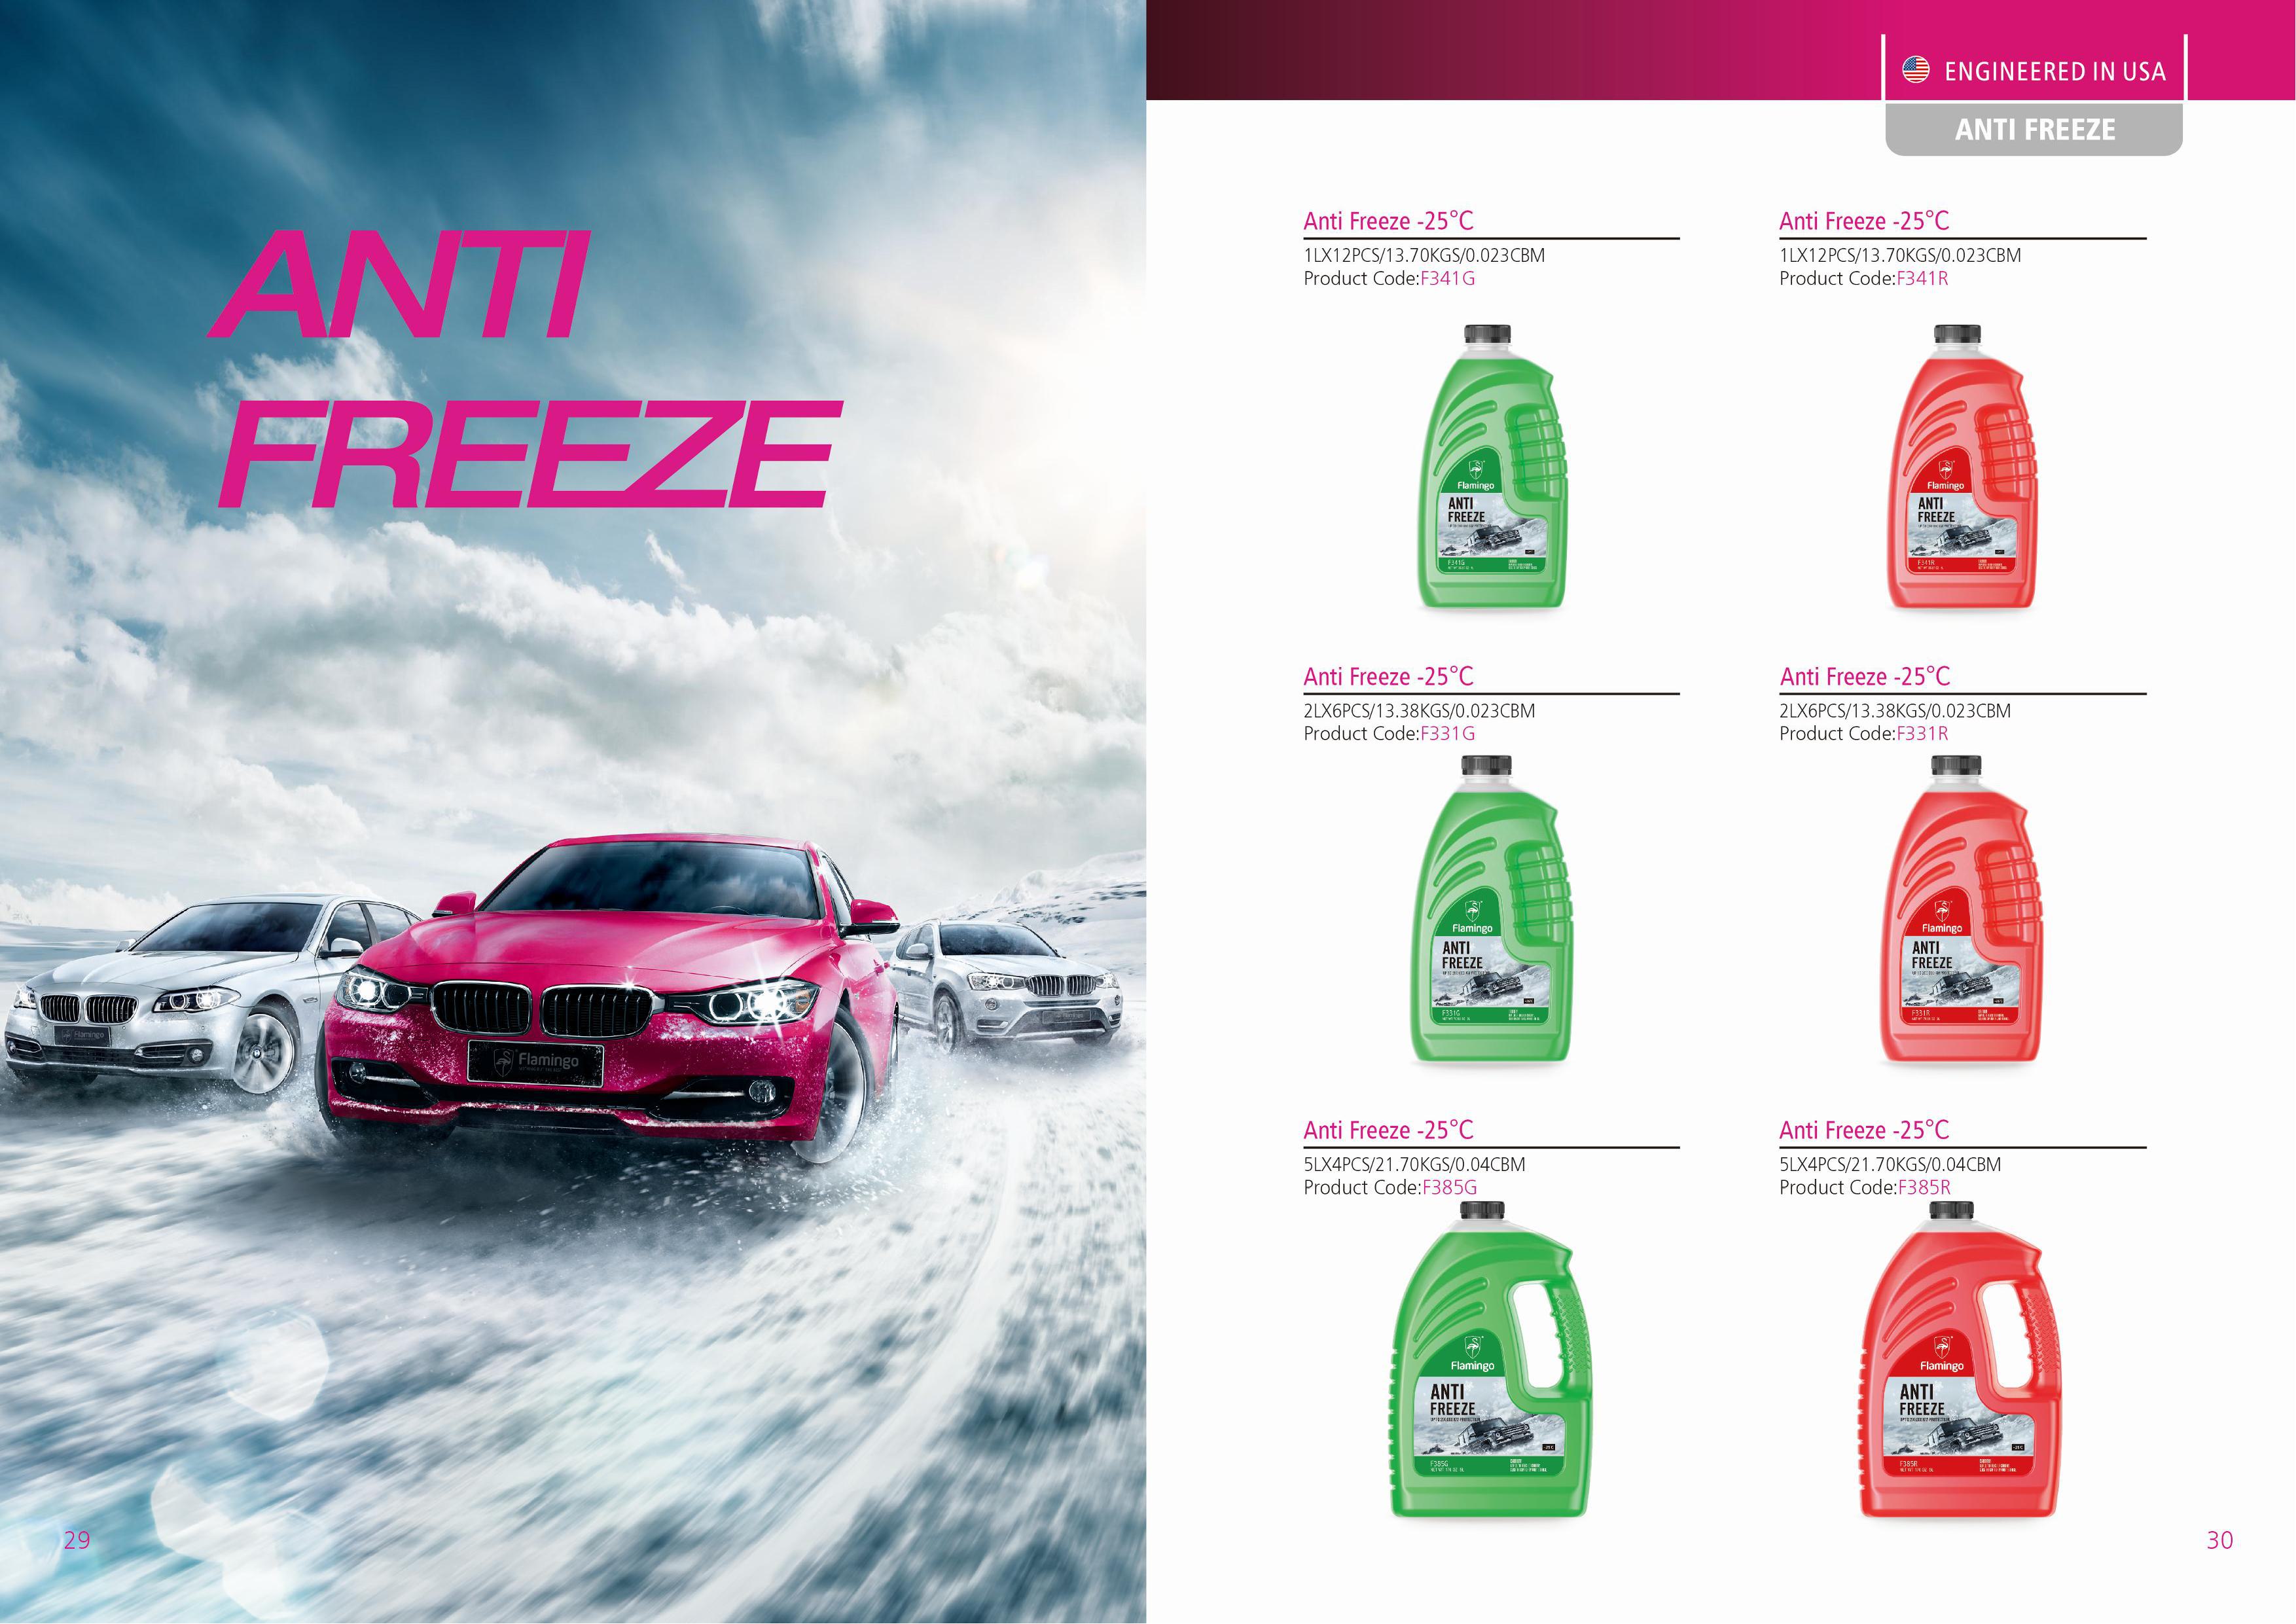 ANTI
FREEZE
Flamingo
Flamingo
29
ENGINEERED IN USA
ANTI FREEZE
Anti Freeze -25°C
1LX12PCS/13.70KGS/0.023CBM
Product Code:F341G
Flamingo
ANTI
FREEZE
F341G
Anti Freeze -25°C
1LX12PCS/13.70KGS/0.023CBM
Product Code:F341R
Flamingo
ANTI
FREEZE
F341R
Anti Freeze -25°C
2LX6PCS/13.38KGS/0.023CBM
Product Code:F331G
Flamingo
ANTI
FREEZE
F331G
Anti Freeze -25°C
2LX6PCS/13.38KGS/0.023CBM
Product Code:F331R
Flamingo
ANTI
FREEZE
F331R
Anti Freeze -25°C
5LX4PCS/21.70KGS/0.04CBM
Product Code:F385G
Flamingo
ANTI
FREEZE
-25°C
F385G
Anti Freeze -25°C
5LX4PCS/21.70KGS/0.04CBM
Product Code:F385R
Flamingo
ANTI
FREEZE
-25°C
F385R
30